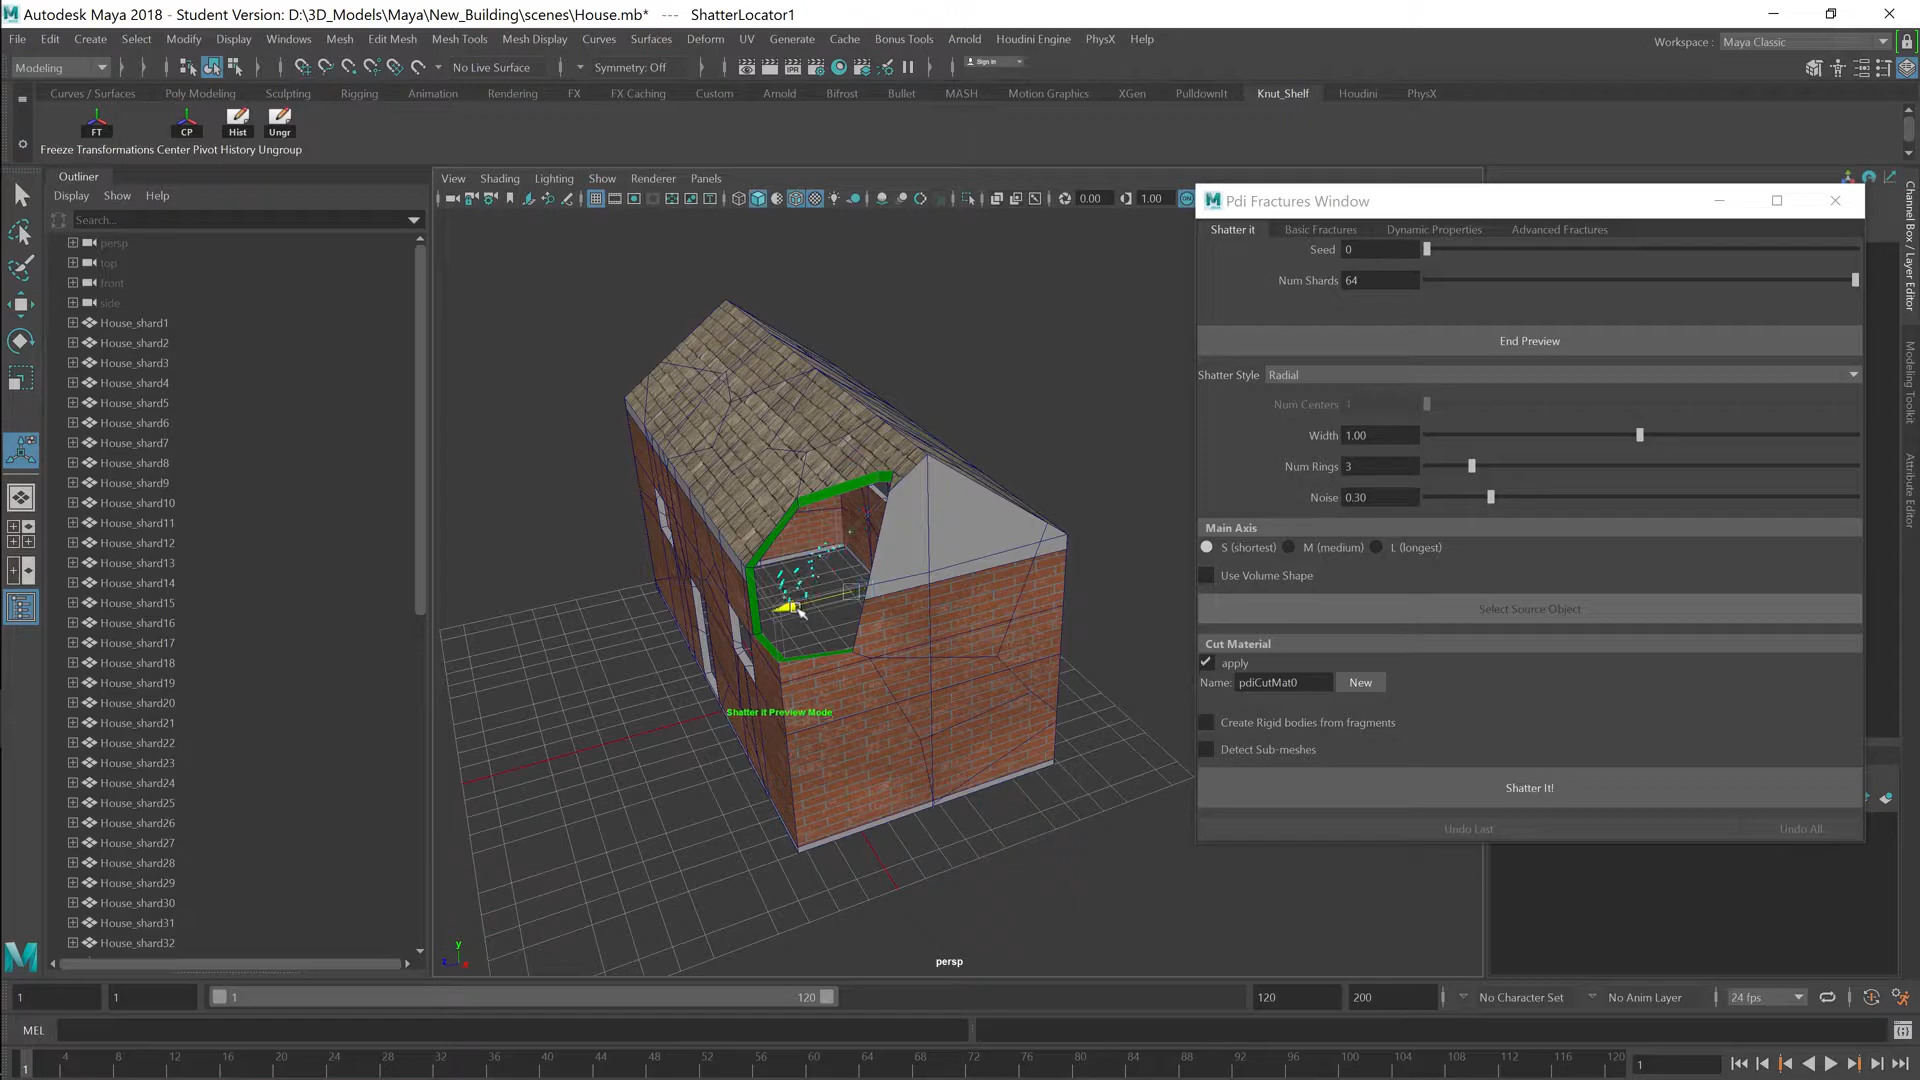 Autodesk Maya 2018 - Student Version: D:\3D_Models\Maya\New_Building\scenes\House.mb* --- ShatterLocator1
File Edit Create Select Modify Display Windows Mesh Edit Mesh Mesh Tools Mesh Display Curves Surfaces Deform UV Generate Cache Bonus Tools Arnold Houdini Engine PhysX Help
Workspace : Maya Classic
Modeling No Live Surface Symmetry: Off Sign in
Curves / Surfaces Poly Modeling Sculpting Rigging Animation Rendering FX FX Caching Custom Arnold Bifrost Bullet MASH Motion Graphics XGen PulldownIt Knut_Shelf Houdini PhysX
FT CP Hist Ungr
Freeze Transformations Center Pivot History Ungroup
Outliner
Display Show Help
Search...
persp
top
front
side
House_shard1
House_shard2
House_shard3
House_shard4
House_shard5
House_shard6
House_shard7
House_shard8
House_shard9
House_shard10
House_shard11
House_shard12
House_shard13
House_shard14
House_shard15
House_shard16
House_shard17
House_shard18
House_shard19
House_shard20
House_shard21
House_shard22
House_shard23
House_shard24
House_shard25
House_shard26
House_shard27
House_shard28
House_shard29
House_shard30
House_shard31
House_shard32
View Shading Lighting Show Renderer Panels
0.00 1.00
Shatter it Preview Mode
persp
y
z
x
Pdi Fractures Window
Shatter it Basic Fractures Dynamic Properties Advanced Fractures
Seed 0
Num Shards 64
End Preview
Shatter Style Radial
Num Centers 1
Width 1.00
Num Rings 3
Noise 0.30
Main Axis
S (shortest) M (medium) L (longest)
Use Volume Shape
Select Source Object
Cut Material
apply
Name: pdiCutMat0 New
Create Rigid bodies from fragments
Detect Sub-meshes
Shatter It!
Undo Last Undo All
Channel Box / Layer Editor
Modeling Toolkit
Attribute Editor
1 1 1 120 120 200 No Character Set No Anim Layer 24 fps
MEL
1 4 8 12 16 20 24 28 32 36 40 44 48 52 56 60 64 68 72 76 80 84 88 92 96 100 104 108 112 116 120 1